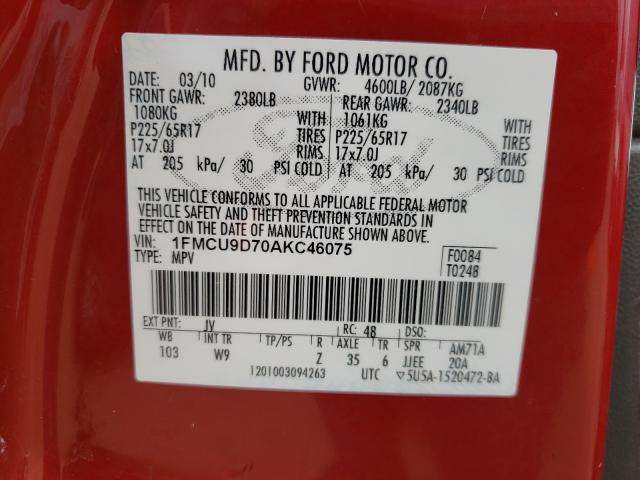 MFD. BY FORD MOTOR CO.
DATE: 03/10 GVWR: 4600LB/ 2087KG
FRONT GAWR: 2380LB REAR GAWR: 2340LB
1080KG WITH 1061KG WITH
P225/65R17 TIRES P225/65R17 TIRES
17x7.0J RIMS 17x7.0J RIMS
AT 205 kPa/ 30 PSI COLD AT 205 kPa/ 30 PSI COLD
Ford
THIS VEHICLE CONFORMS TO ALL APPLICABLE FEDERAL MOTOR
VEHICLE SAFETY AND THEFT PREVENTION STANDARDS IN
EFFECT ON THE DATE OF MANUFACTURE SHOWN ABOVE.
VIN: 1FMCU9D70AKC46075 F0084
TYPE: MPV T0248
EXT PNT: JV RC: 48 DSO:
WB INT TR TP/PS R AXLE TR SPR AM71A
103 W9 Z 35 6 JJEE 20A
1201003094263 UTC ▽5U5A-1520472-BA